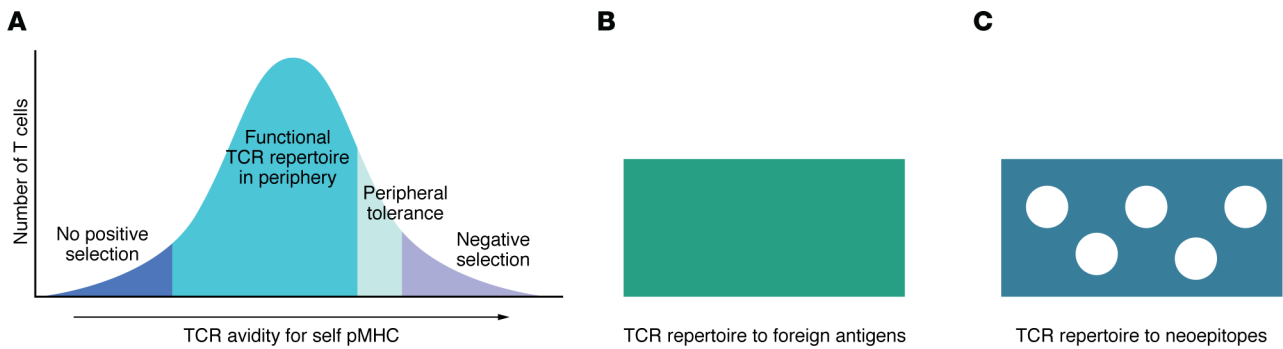 A
Number of T cells
No positive
selection
Functional
TCR repertoire
in periphery
Peripheral
tolerance
Negative
selection
TCR avidity for self pMHC
B
TCR repertoire to foreign antigens
C
TCR repertoire to neoepitopes